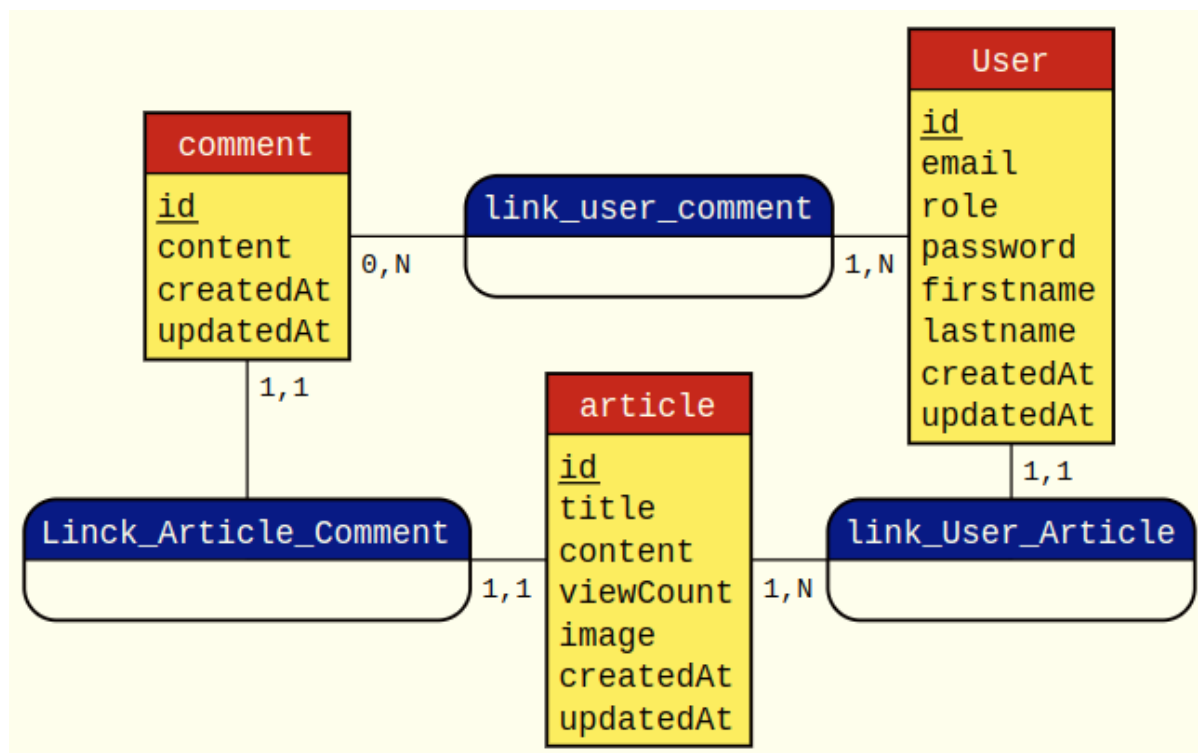 comment
id
content
createdAt
updatedAt
0,N
1,1
link_user_comment
1,N
User
id
email
role
password
firstname
lastname
createdAt
updatedAt
1,1
Linck_Article_Comment
1,1
article
id
title
content
viewCount
image
createdAt
updatedAt
1,N
link_User_Article